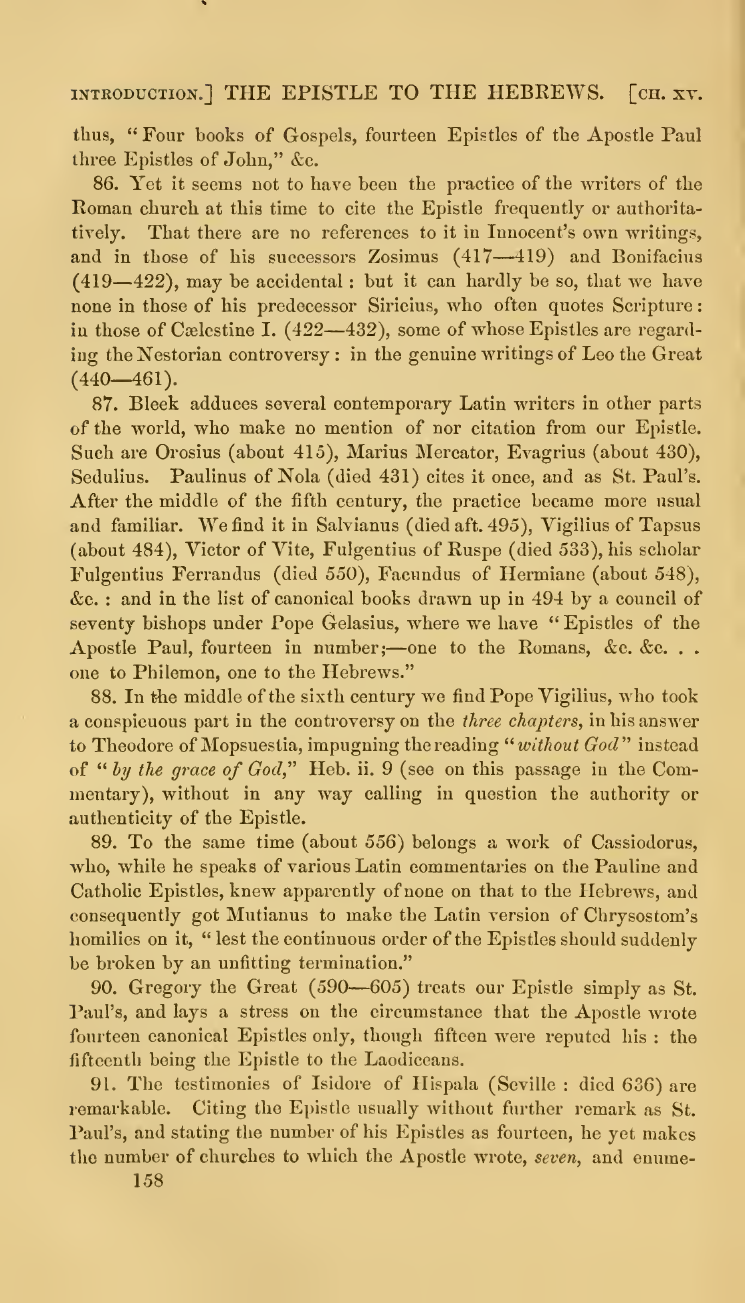 INTRODUCTION.] THE EPISTLE TO THE HEBREWS. [CH. XV.
thus, “Four books of Gospels, fourteen Epistles of the Apostle Paul
three Epistles of John,” &c.
86. Yet it seems not to have been the practice of the writers of the
Roman church at this time to cite the Epistle frequently or authorita-
tively. That there are no references to it in Innocent's own writings,
and in those of his successors Zosimus (417—419) and Bonifacius
(419—422), may be accidental : but it can hardly be so, that we have
none in those of his predecessor Siricius, who often quotes Scripture :
in those of Cælestine I. (422—432), some of whose Epistles are regard-
ing the Nestorian controversy : in the genuine writings of Leo the Great
(440—461).
87. Bleek adduces several contemporary Latin writers in other parts
of the world, who make no mention of nor citation from our Epistle.
Such are Orosius (about 415), Marius Mercator, Evagrius (about 430),
Sedulius. Paulinus of Nola (died 431) cites it once, and as St. Paul's.
After the middle of the fifth century, the practice became more usual
and familiar. We find it in Salvianus (died aft. 495), Vigilius of Tapsus
(about 484), Victor of Vite, Fulgentius of Ruspe (died 533), his scholar
Fulgentius Ferrandus (died 550), Facundus of Hermiane (about 548),
&c. : and in the list of canonical books drawn up in 494 by a council of
seventy bishops under Pope Gelasius, where we have “Epistles of the
Apostle Paul, fourteen in number;—one to the Romans, &c. &c. . .
one to Philemon, one to the Hebrews.”
88. In the middle of the sixth century we find Pope Vigilius, who took
a conspicuous part in the controversy on the three chapters, in his answer
to Theodore of Mopsuestia, impugning the reading “without God” instead
of “by the grace of God,” Heb. ii. 9 (see on this passage in the Com-
mentary), without in any way calling in question the authority or
authenticity of the Epistle.
89. To the same time (about 556) belongs a work of Cassiodorus,
who, while he speaks of various Latin commentaries on the Pauline and
Catholic Epistles, knew apparently of none on that to the Hebrews, and
consequently got Mutianus to make the Latin version of Chrysostom's
homilies on it, “lest the continuous order of the Epistles should suddenly
be broken by an unfitting termination.”
90. Gregory the Great (590—605) treats our Epistle simply as St.
Paul's, and lays a stress on the circumstance that the Apostle wrote
fourteen canonical Epistles only, though fifteen were reputed his : the
fifteenth being the Epistle to the Laodiceans.
91. The testimonies of Isidore of Hispala (Seville : died 636) are
remarkable. Citing the Epistle usually without further remark as St.
Paul's, and stating the number of his Epistles as fourteen, he yet makes
the number of churches to which the Apostle wrote, seven, and enume-
158